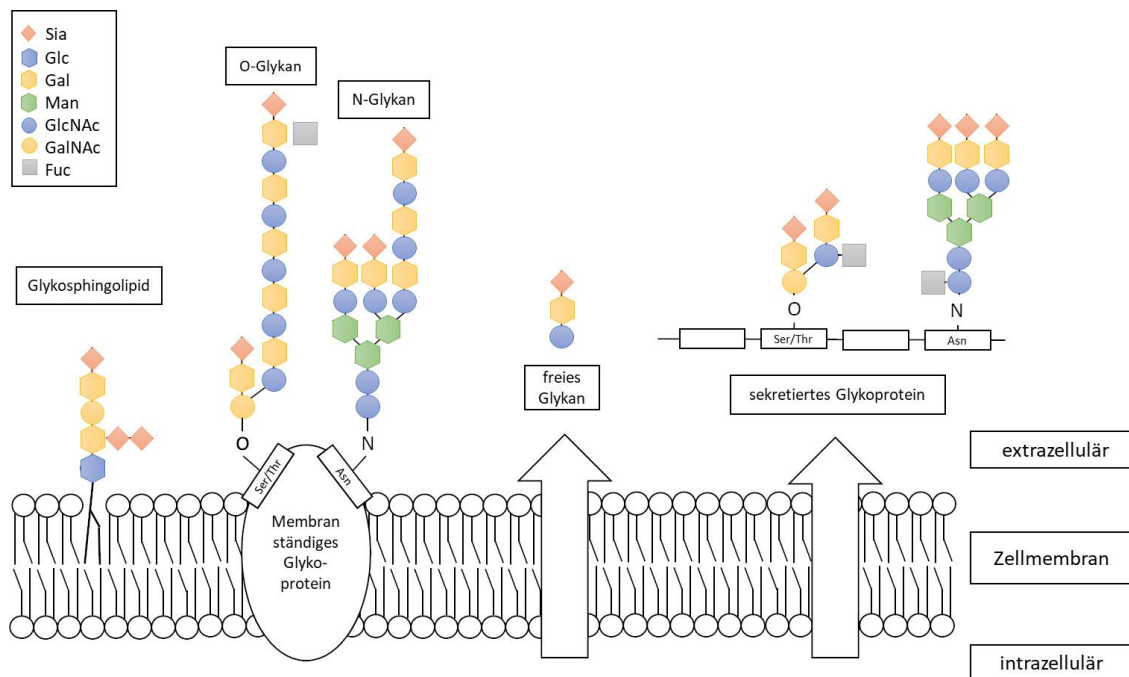 Sia
Glc
Gal
Man
GlcNAc
GalNAc
Fuc
O-Glykan
N-Glykan
Glykosphingolipid
O
N
Ser/Thr
Asn
Membran
ständiges
Glyko-
protein
freies
Glykan
O
N
Ser/Thr
Asn
sekretiertes Glykoprotein
extrazellulär
Zellmembran
intrazellulär